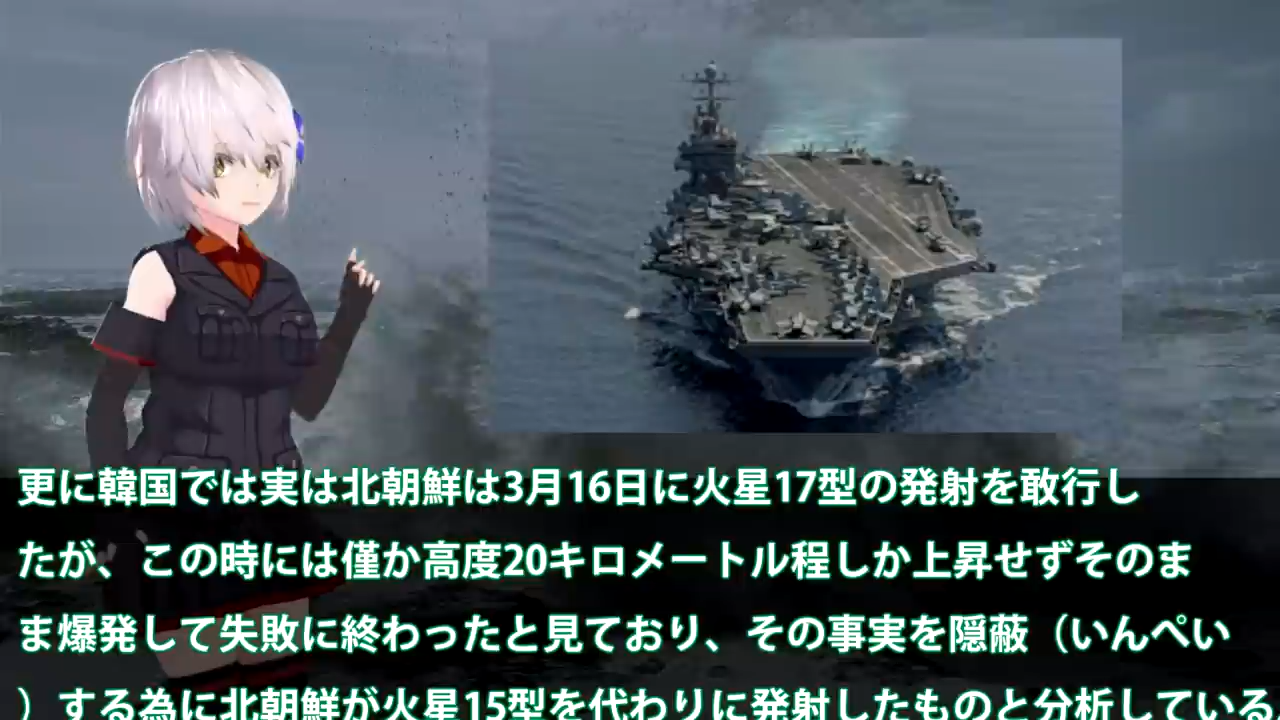 更に韓国では実は北朝鮮は3月16日に火星17型の発射を敢行し
たが、この時には僅か高度20キロメートル程しか上昇せずそのま
ま爆発して失敗に終わったと見ており、その事実を隠蔽（いんぺい
）する為に北朝鮮が火星15型を代わりに発射したものと分析している